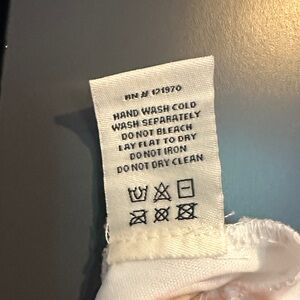 RN # 121970
HAND WASH COLD
WASH SEPARATELY
DO NOT BLEACH
LAY FLAT TO DRY
DO NOT IRON
DO NOT DRY CLEAN